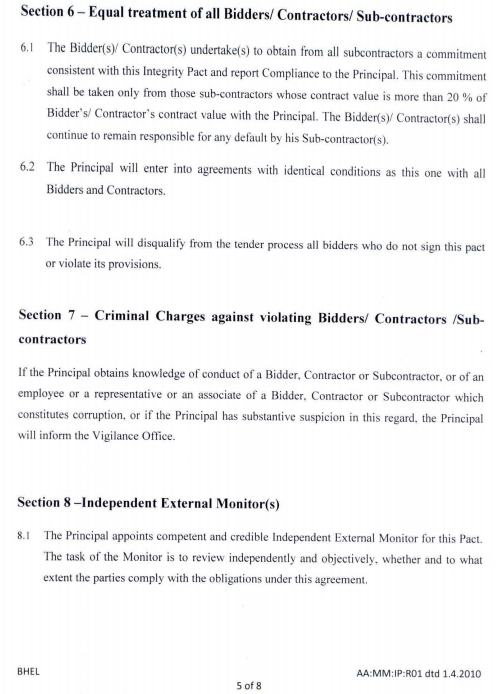 Section 6 – Equal treatment of all Bidders/ Contractors/ Sub-contractors
6.1 The Bidder(s)/ Contractor(s) undertake(s) to obtain from all subcontractors a commitment
consistent with this Integrity Pact and report Compliance to the Principal. This commitment
shall be taken only from those sub-contractors whose contract value is more than 20 % of
Bidder's/ Contractor's contract value with the Principal. The Bidder(s)/ Contractor(s) shall
continue to remain responsible for any default by his Sub-contractor(s).
6.2 The Principal will enter into agreements with identical conditions as this one with all
Bidders and Contractors.
6.3 The Principal will disqualify from the tender process all bidders who do not sign this pact
or violate its provisions.
Section 7 – Criminal Charges against violating Bidders/ Contractors /Sub-
contractors
If the Principal obtains knowledge of conduct of a Bidder, Contractor or Subcontractor, or of an
employee or a representative or an associate of a Bidder, Contractor or Subcontractor which
constitutes corruption, or if the Principal has substantive suspicion in this regard, the Principal
will inform the Vigilance Office.
Section 8 –Independent External Monitor(s)
8.1 The Principal appoints competent and credible Independent External Monitor for this Pact.
The task of the Monitor is to review independently and objectively, whether and to what
extent the parties comply with the obligations under this agreement.
BHEL
AA:MM:IP:R01 dtd 1.4.2010
5 of 8